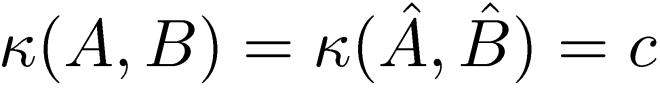 κ(A, B) = κ(Â, B̂) = c